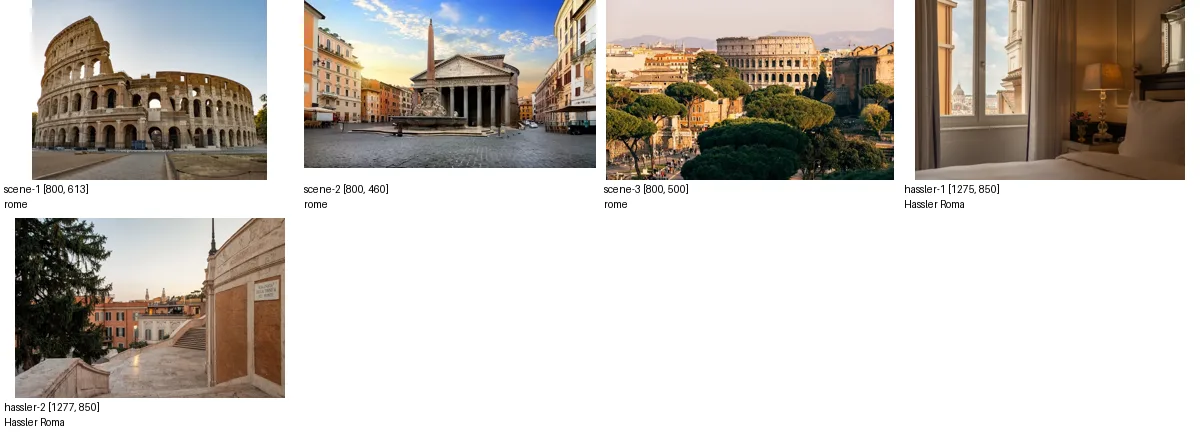 scene-1 [800, 613]
rome
scene-2 [800, 460]
rome
scene-3 [800, 500]
rome
hassler-1 [1275, 850]
Hassler Roma
hassler-2 [1277, 850]
Hassler Roma